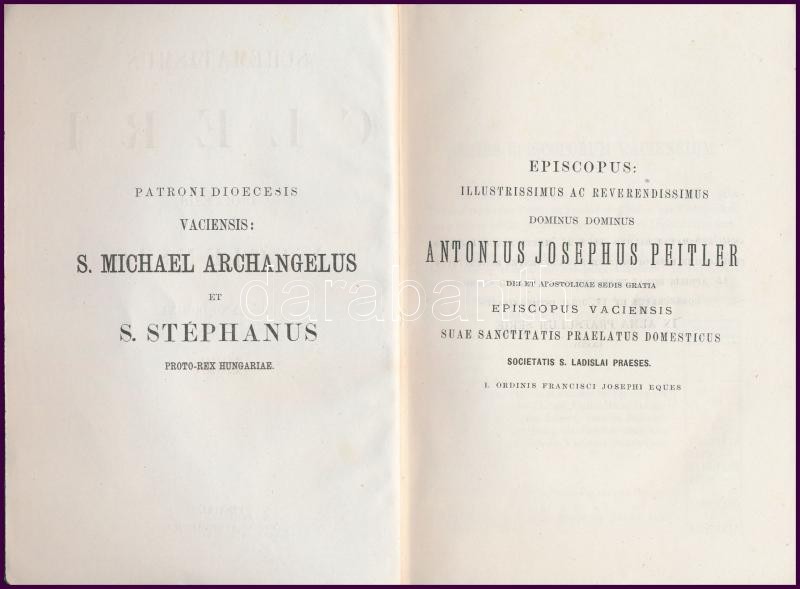 PATRONI DIOECESIS
VACIENSIS:
S. MICHAEL ARCHANGELUS
ET
S. STÉPHANUS
PROTO-REX HUNGARIAE.
EPISCOPUS:
ILLUSTRISSIMUS AC REVERENDISSIMUS
DOMINUS DOMINUS
ANTONIUS JOSEPHUS PEITLER
DEI ET APOSTOLICAE SEDIS GRATIA
EPISCOPUS VACIENSIS
SUAE SANCTITATIS PRAELATUS DOMESTICUS
SOCIETATIS S. LADISLAI PRAESES.
I. ORDINIS FRANCISCI JOSEPHI EQUES
darabanth